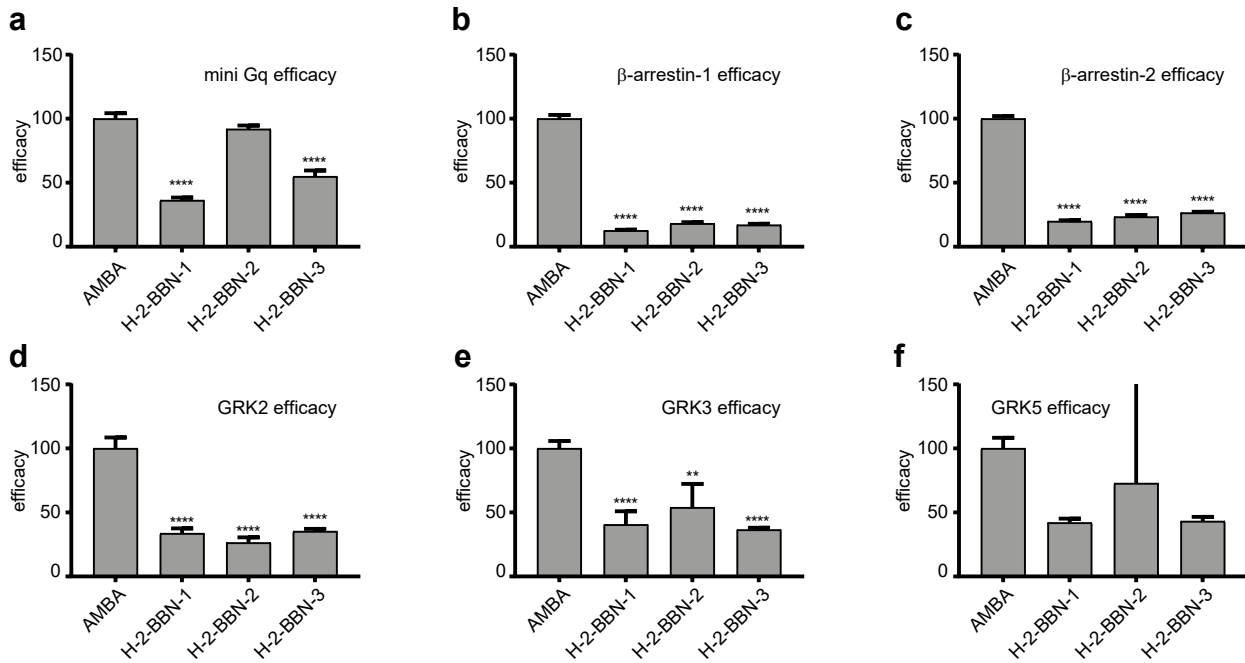 a
mini Gq efficacy
efficacy
150
100
50
0
****
****
AMBA
H-2-BBN-1
H-2-BBN-2
H-2-BBN-3
b
β-arrestin-1 efficacy
efficacy
150
100
50
0
****
****
****
AMBA
H-2-BBN-1
H-2-BBN-2
H-2-BBN-3
c
β-arrestin-2 efficacy
efficacy
150
100
50
0
****
****
****
AMBA
H-2-BBN-1
H-2-BBN-2
H-2-BBN-3
d
GRK2 efficacy
efficacy
150
100
50
0
****
****
****
AMBA
H-2-BBN-1
H-2-BBN-2
H-2-BBN-3
e
GRK3 efficacy
efficacy
150
100
50
0
****
**
****
AMBA
H-2-BBN-1
H-2-BBN-2
H-2-BBN-3
f
GRK5 efficacy
efficacy
150
100
50
0
AMBA
H-2-BBN-1
H-2-BBN-2
H-2-BBN-3